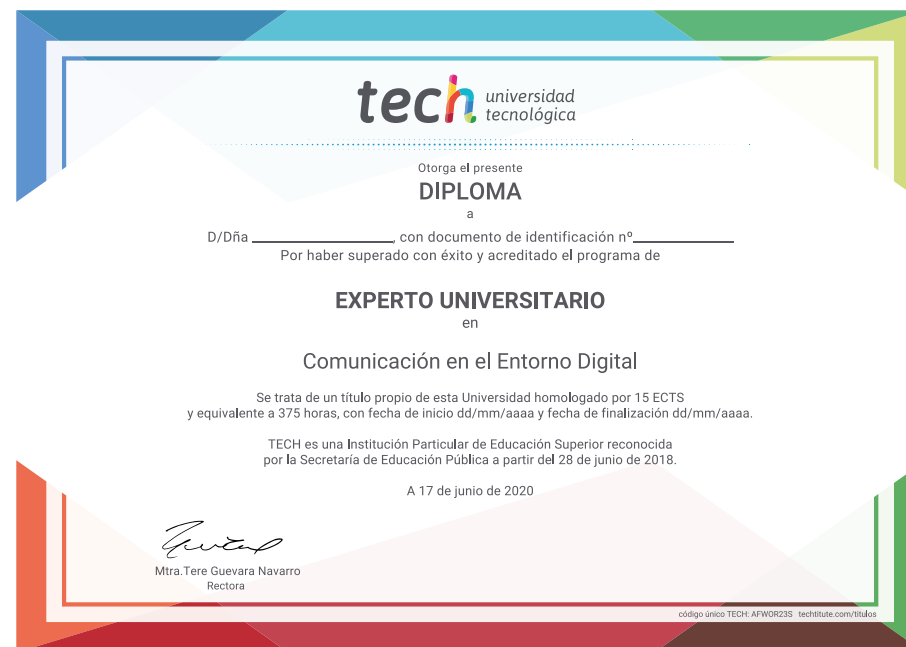 tech universidad
tecnológica
Otorga el presente
DIPLOMA
a
D/Dña ____________________, con documento de identificación nº______________
Por haber superado con éxito y acreditado el programa de
EXPERTO UNIVERSITARIO
en
Comunicación en el Entorno Digital
Se trata de un título propio de esta Universidad homologado por 15 ECTS
y equivalente a 375 horas, con fecha de inicio dd/mm/aaaa y fecha de finalización dd/mm/aaaa.
TECH es una Institución Particular de Educación Superior reconocida
por la Secretaría de Educación Pública a partir del 28 de junio de 2018.
A 17 de junio de 2020
Mtra.Tere Guevara Navarro
Rectora
código único TECH: AFWOR23S techtitute.com/titulos